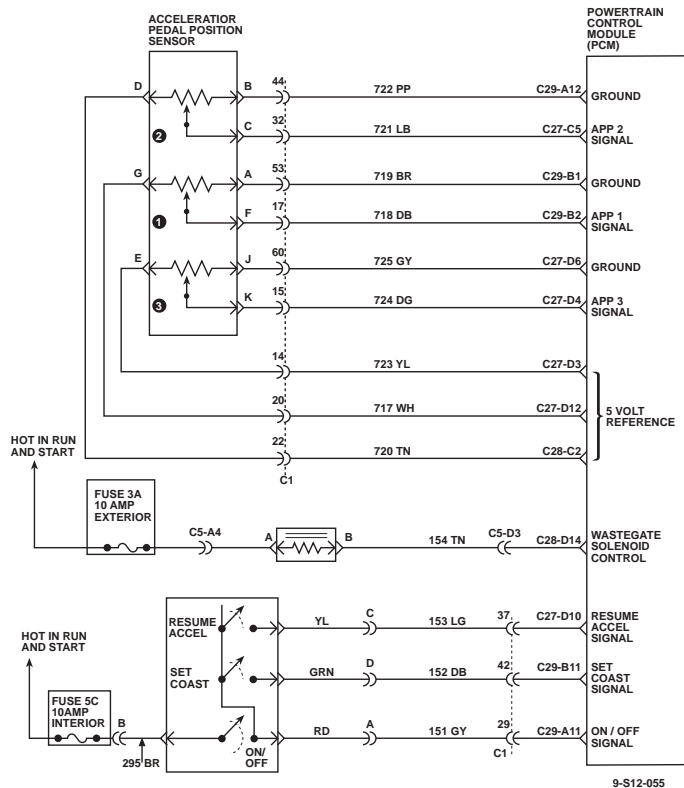 ACCELERATIOR
PEDAL POSITION
SENSOR
POWERTRAIN
CONTROL
MODULE
(PCM)
D
B
44
722 PP
C29-A12
GROUND
2
C
32
721 LB
C27-C5
APP 2
SIGNAL
G
A
53
719 BR
C29-B1
GROUND
1
F
17
718 DB
C29-B2
APP 1
SIGNAL
E
J
60
725 GY
C27-D6
GROUND
3
K
15
724 DG
C27-D4
APP 3
SIGNAL
14
723 YL
C27-D3
20
717 WH
C27-D12
5 VOLT
REFERENCE
22
720 TN
C28-C2
C1
HOT IN RUN
AND START
FUSE 3A
10 AMP
EXTERIOR
C5-A4
A
B
154 TN
C5-D3
C28-D14
WASTEGATE
SOLENOID
CONTROL
HOT IN RUN
AND START
RESUME
ACCEL
YL
C
153 LG
37
C27-D10
RESUME
ACCEL
SIGNAL
SET
COAST
GRN
D
152 DB
42
C29-B11
SET
COAST
SIGNAL
FUSE 5C
10AMP
INTERIOR
B
295 BR
ON/
OFF
RD
A
151 GY
29
C1
C29-A11
ON / OFF
SIGNAL
9-S12-055